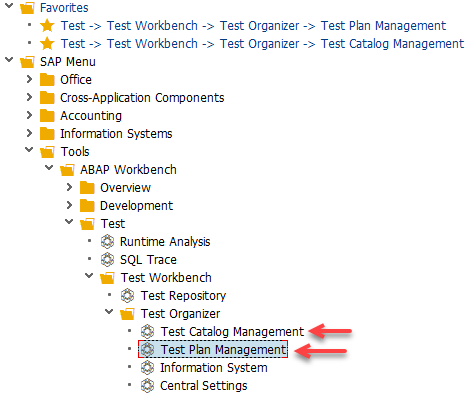 Favorites
Test -> Test Workbench -> Test Organizer -> Test Plan Management
Test -> Test Workbench -> Test Organizer -> Test Catalog Management
SAP Menu
Office
Cross-Application Components
Accounting
Information Systems
Tools
ABAP Workbench
Overview
Development
Test
Runtime Analysis
SQL Trace
Test Workbench
Test Repository
Test Organizer
Test Catalog Management
Test Plan Management
Information System
Central Settings